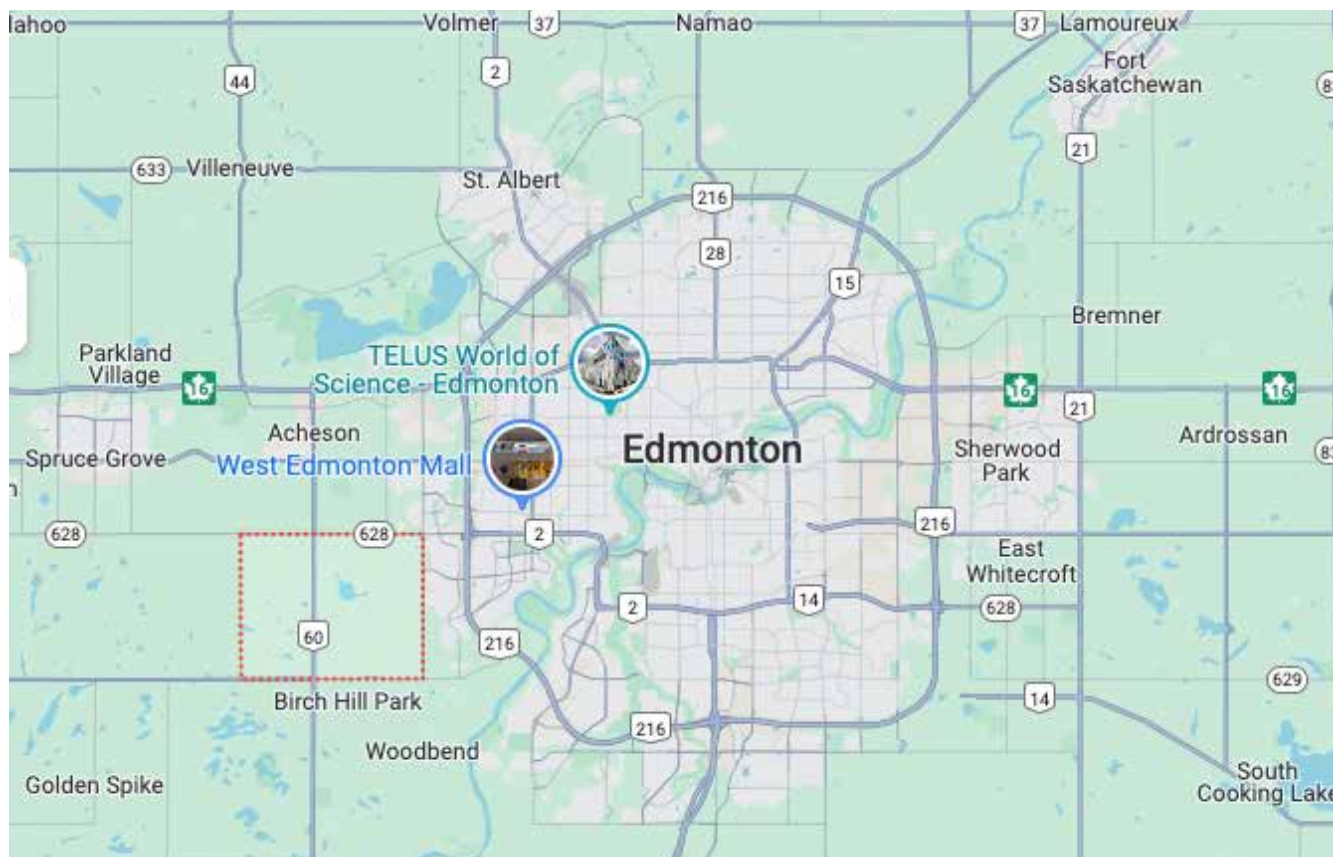 Volmer
37
Namao
37
Lamoureux
Fort
Saskatchewan
44
2
21
633
Villeneuve
St. Albert
216
28
15
Bremner
Parkland
Village
16
TELUS World of
Science - Edmonton
16
21
16
Acheson
Edmonton
Sherwood
Park
Ardrossan
Spruce Grove
West Edmonton Mall
628
628
2
216
East
Whitecroft
628
60
2
14
216
629
14
Birch Hill Park
216
Woodbend
Golden Spike
South
Cooking Lake